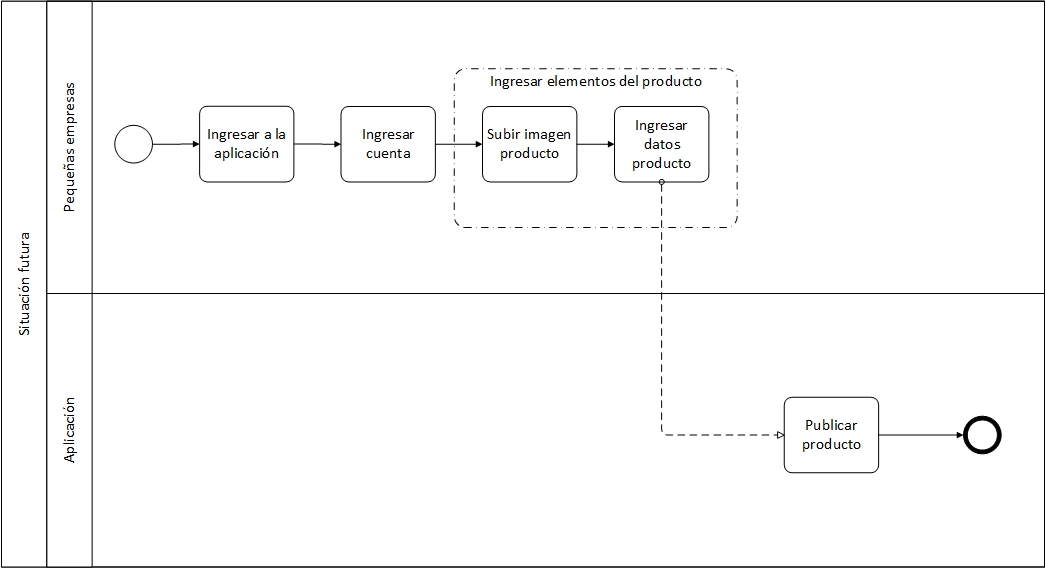 Situación futura
Pequeñas empresas
Ingresar a la
aplicación
Ingresar
cuenta
Ingresar elementos del producto
Subir imagen
producto
Ingresar
datos
producto
Aplicación
Publicar
producto